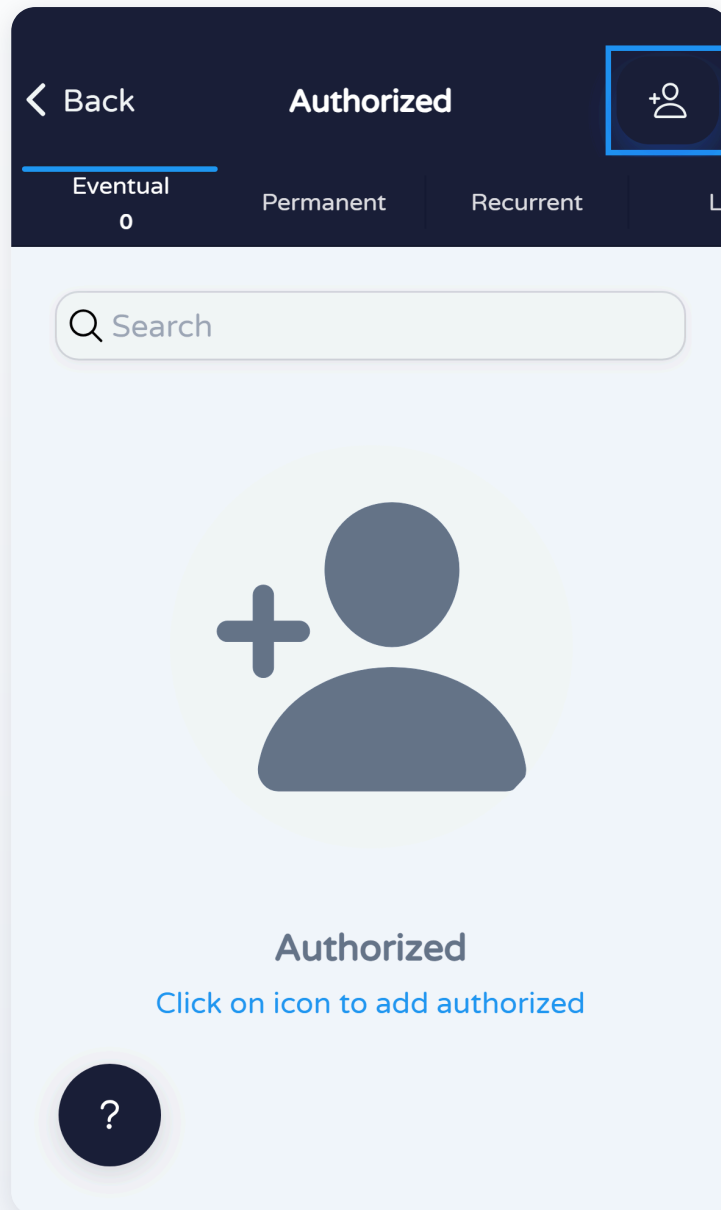 Back
Authorized
Eventual
0
Permanent
Recurrent
L
Search
Authorized
Click on icon to add authorized
?